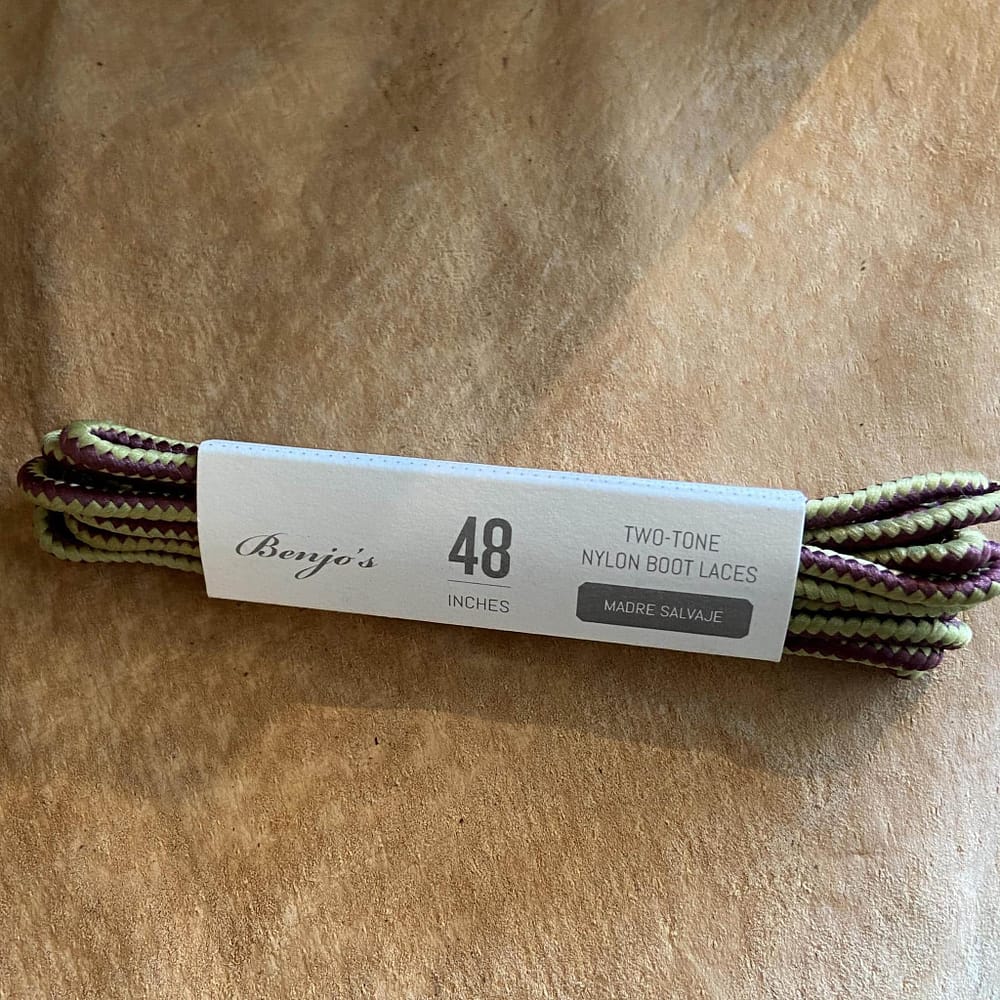 Benjo's
48
INCHES
TWO-TONE
NYLON BOOT LACES
MADRE SALVAJE